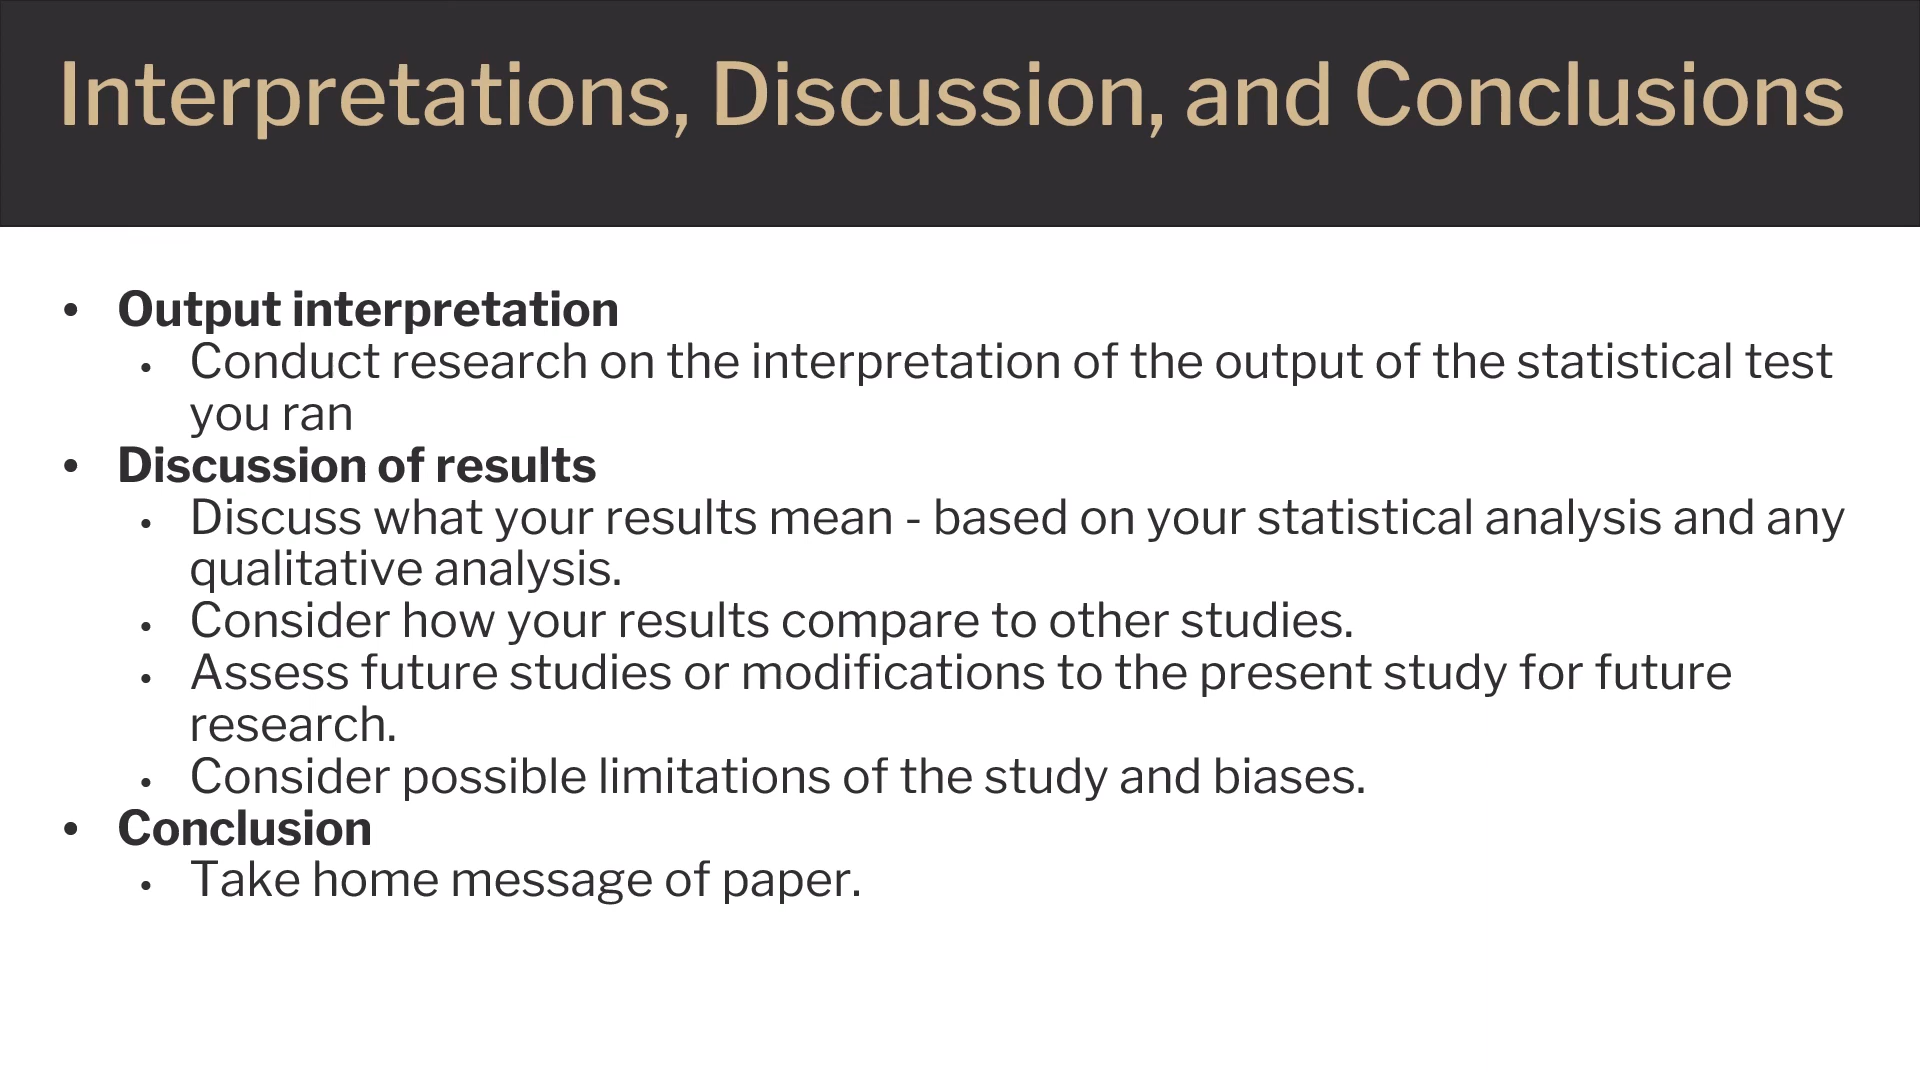 Interpretations, Discussion, and Conclusions
• Output interpretation
• Conduct research on the interpretation of the output of the statistical test
you ran
• Discussion of results
• Discuss what your results mean - based on your statistical analysis and any
qualitative analysis.
• Consider how your results compare to other studies.
• Assess future studies or modifications to the present study for future
research.
• Consider possible limitations of the study and biases.
• Conclusion
• Take home message of paper.